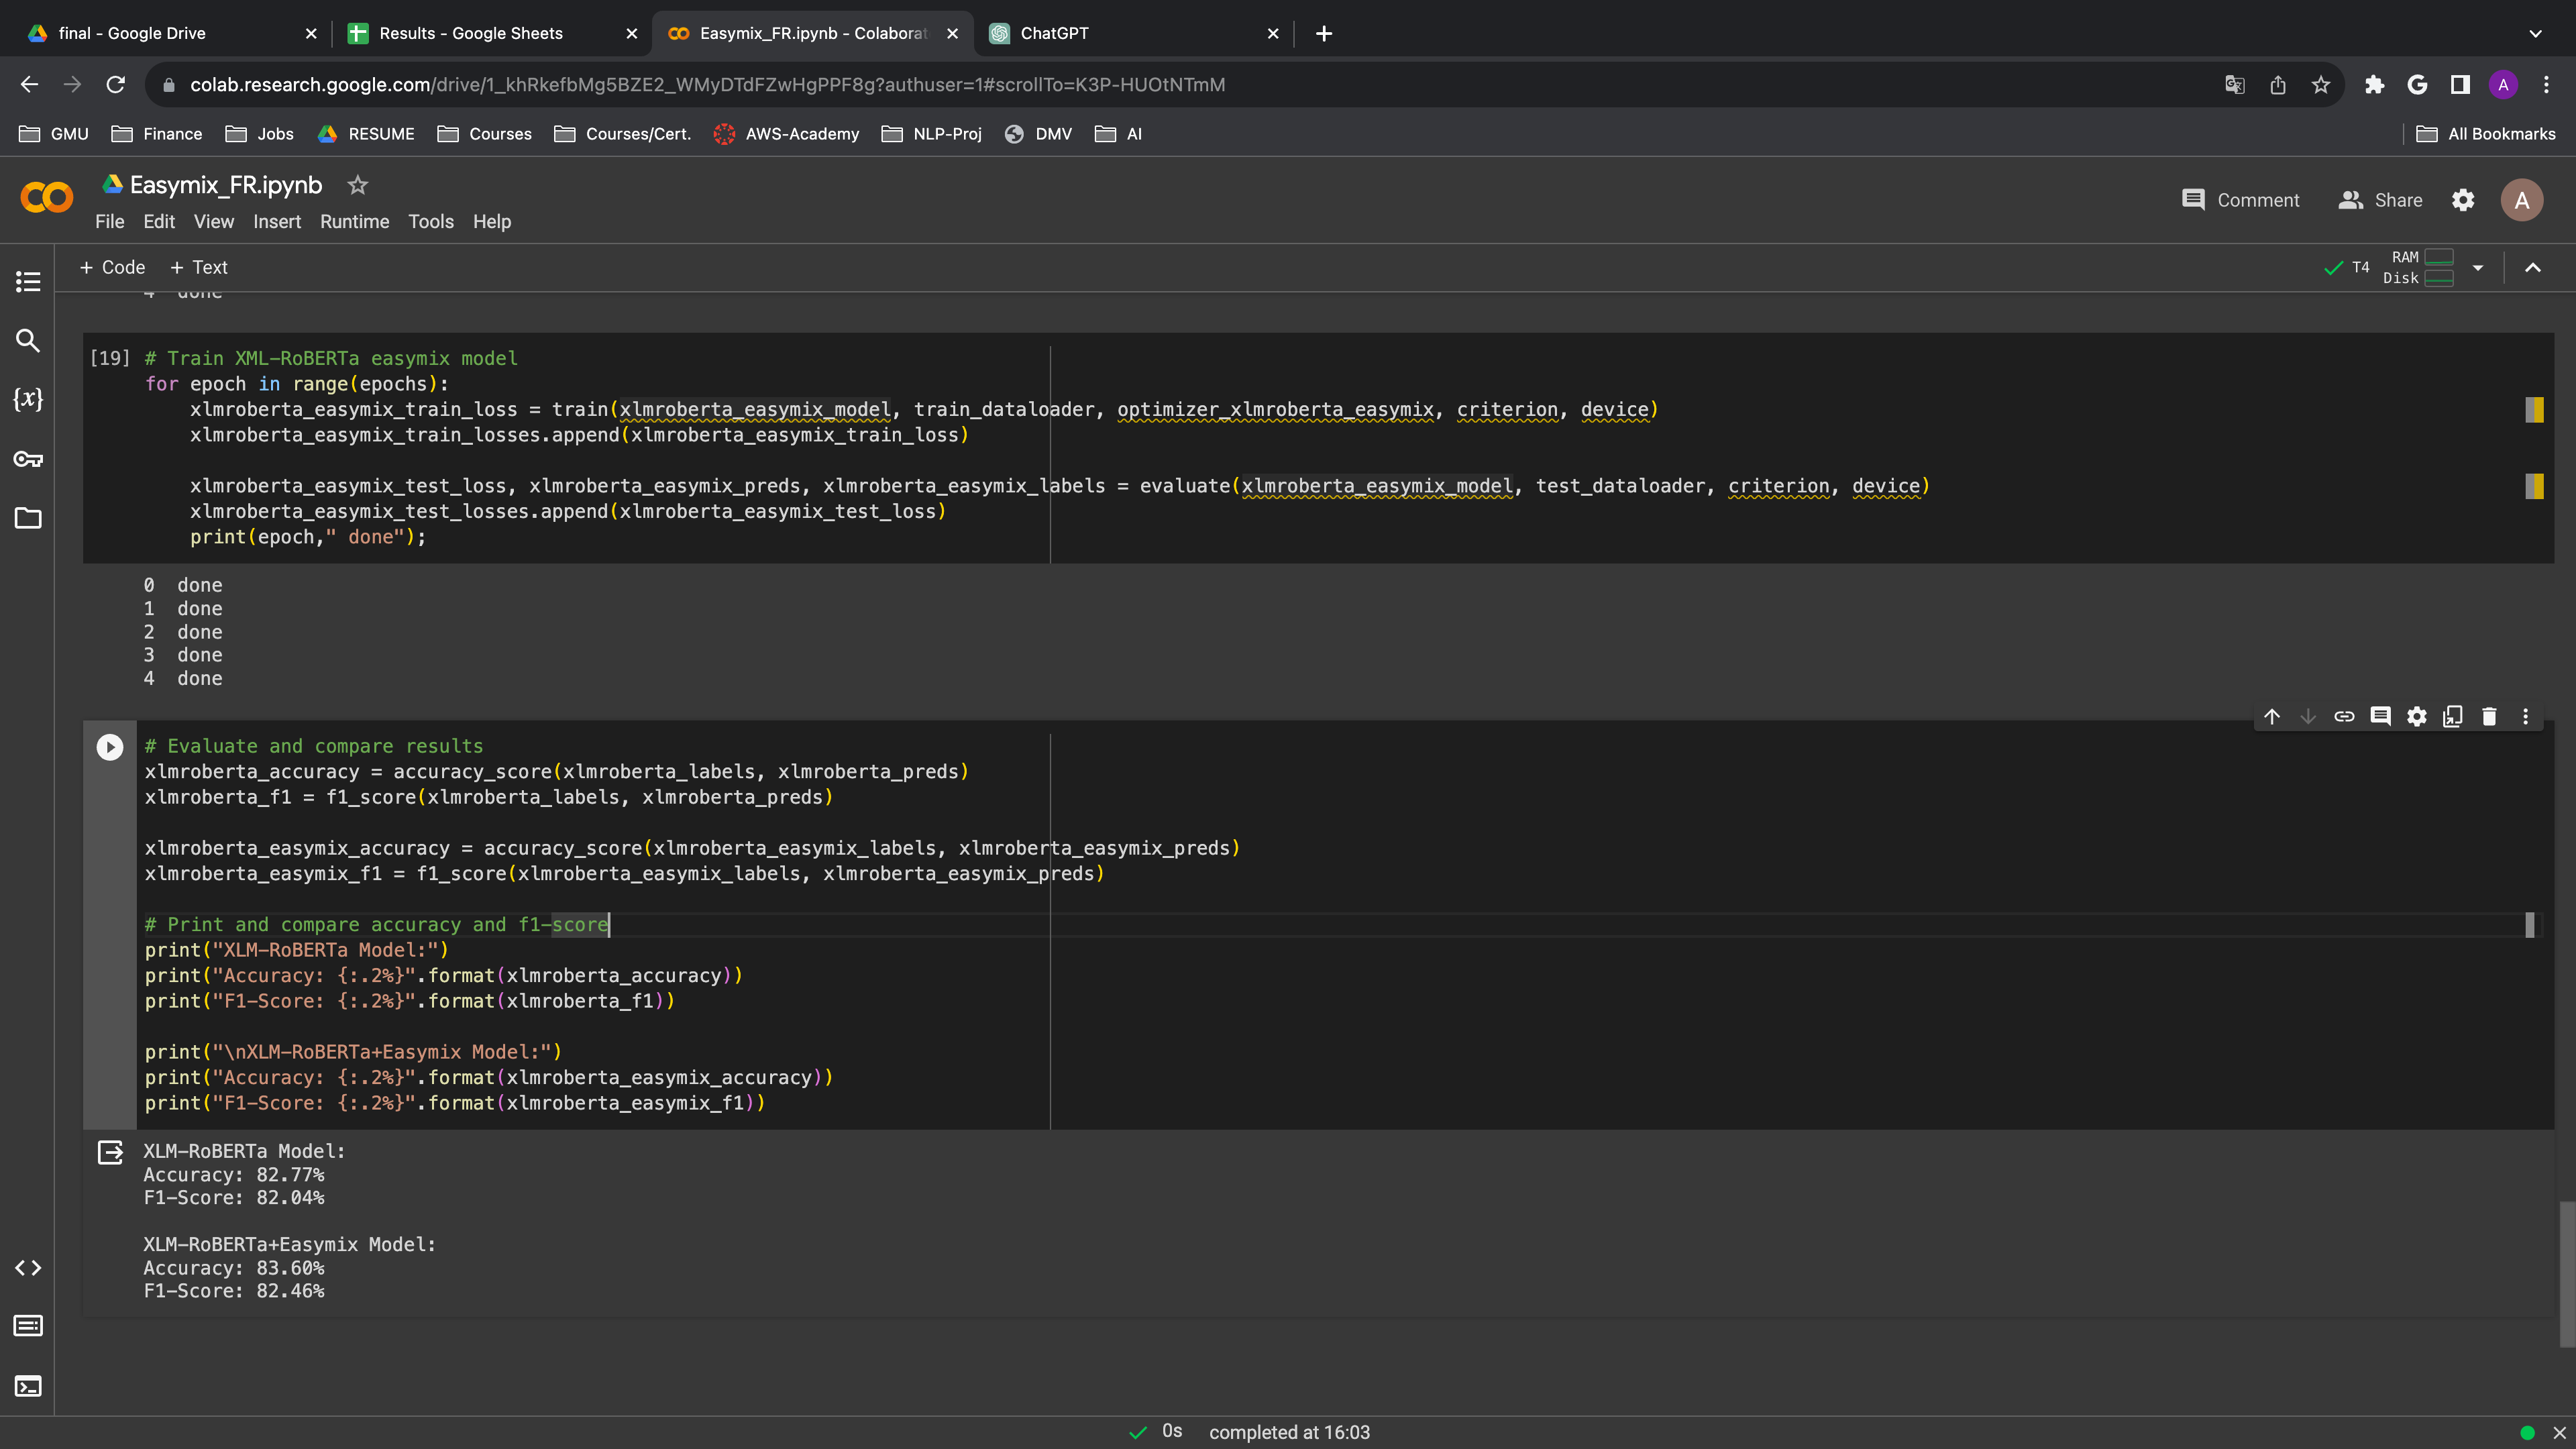 final - Google Drive
Results - Google Sheets
Easymix_FR.ipynb - Colaborat
ChatGPT
colab.research.google.com/drive/1_khRkefbMg5BZE2_WMyDTdFZwHgPPF8g?authuser=1#scrollTo=K3P-HUOtNTmM
A
GMU
Finance
Jobs
RESUME
Courses
Courses/Cert.
AWS-Academy
NLP-Proj
DMV
AI
All Bookmarks
Easymix_FR.ipynb
File Edit View Insert Runtime Tools Help
Comment
Share
A
+ Code + Text
T4
RAM
Disk
4 done
[19] # Train XML-RoBERTa easymix model
for epoch in range(epochs):
    xlmroberta_easymix_train_loss = train(xlmroberta_easymix_model, train_dataloader, optimizer_xlmroberta_easymix, criterion, device)
    xlmroberta_easymix_train_losses.append(xlmroberta_easymix_train_loss)
    xlmroberta_easymix_test_loss, xlmroberta_easymix_preds, xlmroberta_easymix_labels = evaluate(xlmroberta_easymix_model, test_dataloader, criterion, device)
    xlmroberta_easymix_test_losses.append(xlmroberta_easymix_test_loss)
    print(epoch," done");
0  done
1  done
2  done
3  done
4  done
# Evaluate and compare results
xlmroberta_accuracy = accuracy_score(xlmroberta_labels, xlmroberta_preds)
xlmroberta_f1 = f1_score(xlmroberta_labels, xlmroberta_preds)
xlmroberta_easymix_accuracy = accuracy_score(xlmroberta_easymix_labels, xlmroberta_easymix_preds)
xlmroberta_easymix_f1 = f1_score(xlmroberta_easymix_labels, xlmroberta_easymix_preds)
# Print and compare accuracy and f1-score
print("XLM-RoBERTa Model:")
print("Accuracy: {:.2%}".format(xlmroberta_accuracy))
print("F1-Score: {:.2%}".format(xlmroberta_f1))
print("\nXLM-RoBERTa+Easymix Model:")
print("Accuracy: {:.2%}".format(xlmroberta_easymix_accuracy))
print("F1-Score: {:.2%}".format(xlmroberta_easymix_f1))
XLM-RoBERTa Model:
Accuracy: 82.77%
F1-Score: 82.04%
XLM-RoBERTa+Easymix Model:
Accuracy: 83.60%
F1-Score: 82.46%
0s completed at 16:03